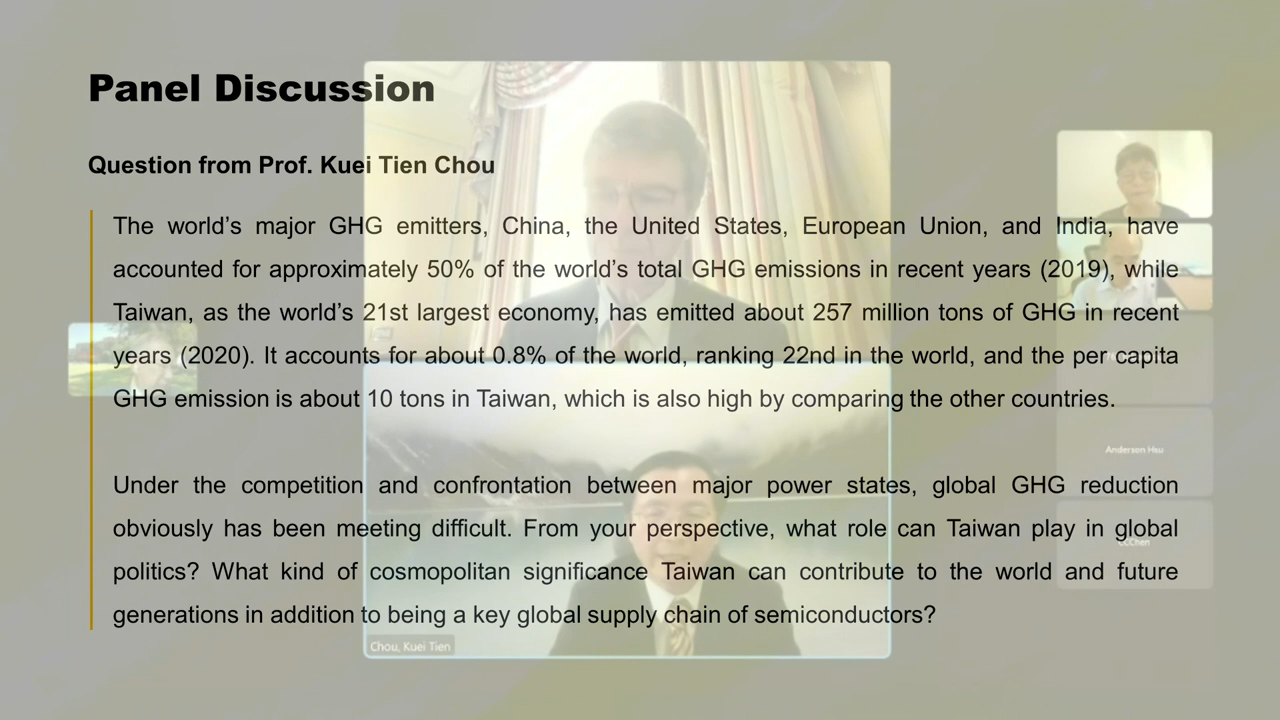 Panel Discussion
Question from Prof. Kuei Tien Chou
The world’s major GHG emitters, China, the United States, European Union, and India, have
accounted for approximately 50% of the world’s total GHG emissions in recent years (2019), while
Taiwan, as the world’s 21st largest economy, has emitted about 257 million tons of GHG in recent
years (2020). It accounts for about 0.8% of the world, ranking 22nd in the world, and the per capita
GHG emission is about 10 tons in Taiwan, which is also high by comparing the other countries.
Anderson Hsu
Under the competition and confrontation between major power states, global GHG reduction
obviously has been meeting difficult. From your perspective, what role can Taiwan play in global
politics? What kind of cosmopolitan significance Taiwan can contribute to the world and future
generations in addition to being a key global supply chain of semiconductors?
Chou, Kuei Tien